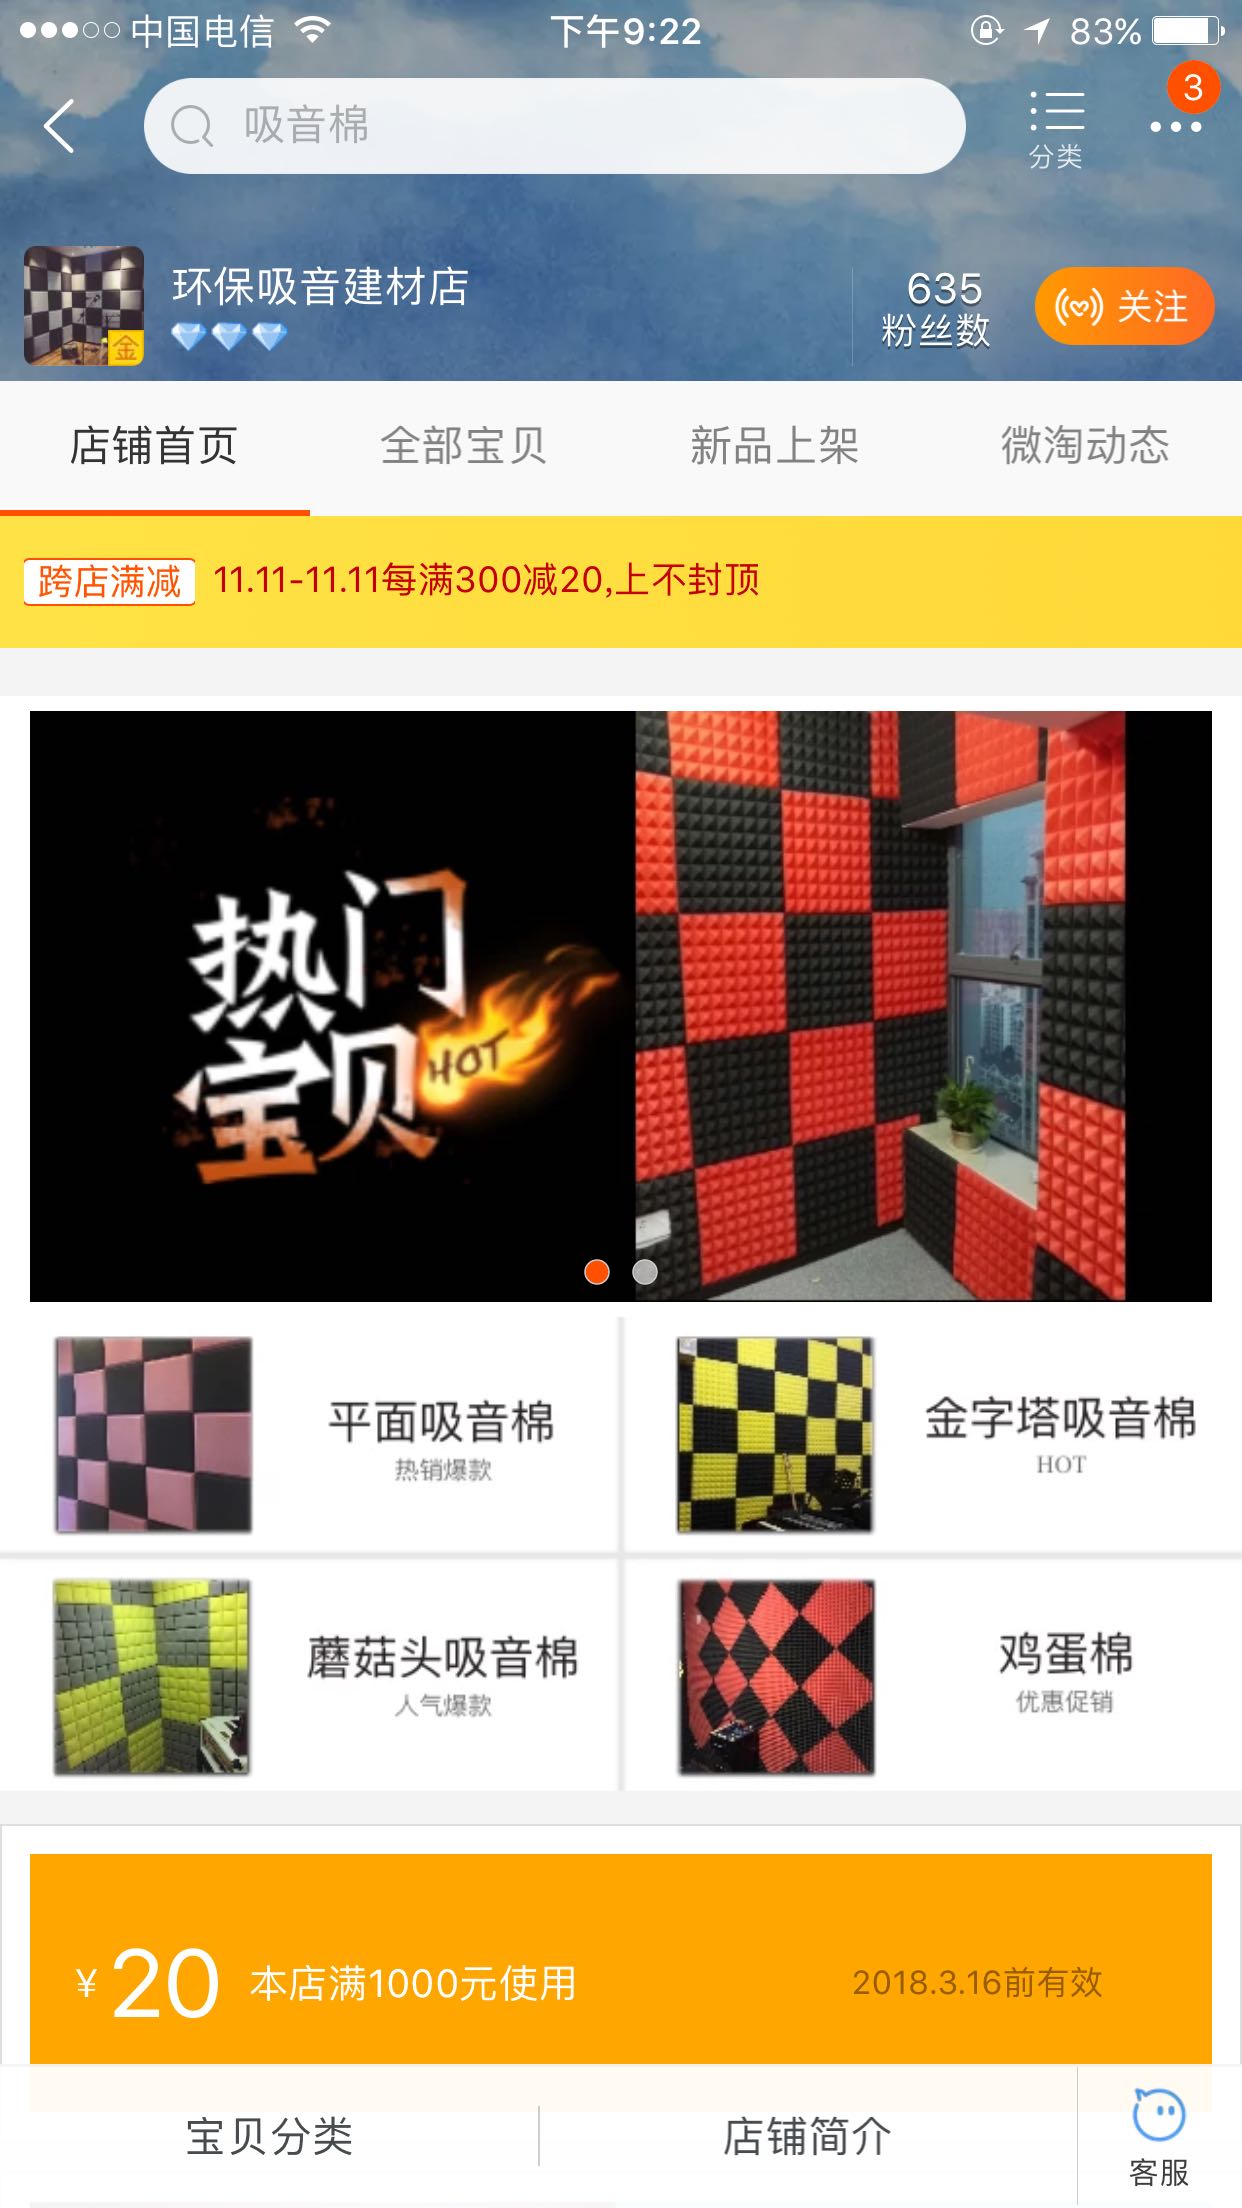 中国电信
下午9:22
83%
吸音棉
分类
3
环保吸音建材店
金
635
粉丝数
关注
店铺首页
全部宝贝
新品上架
微淘动态
跨店满减
11.11-11.11每满300减20,上不封顶
热门
宝贝
HOT
平面吸音棉
热销爆款
金字塔吸音棉
HOT
蘑菇头吸音棉
人气爆款
鸡蛋棉
优惠促销
¥20
本店满1000元使用
2018.3.16前有效
宝贝分类
店铺简介
客服